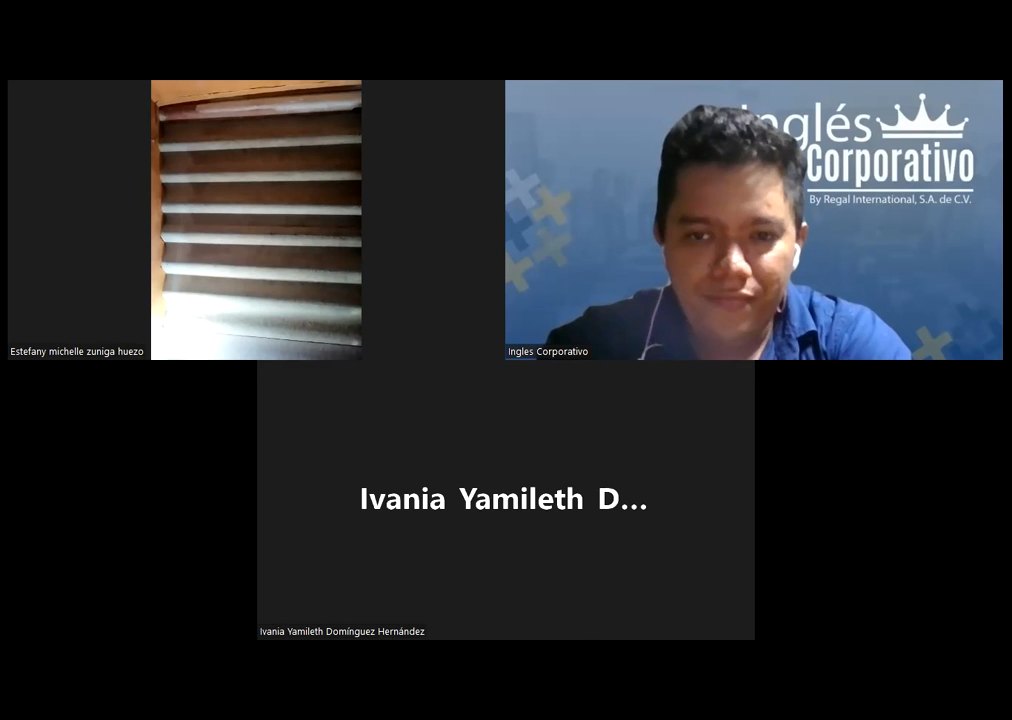 Inglés
Corporativo
By Regal International, S.A. de C.V.
Estefany michelle zuniga huezo
Ingles Corporativo
Ivania Yamileth D...
Ivania Yamileth Domínguez Hernández